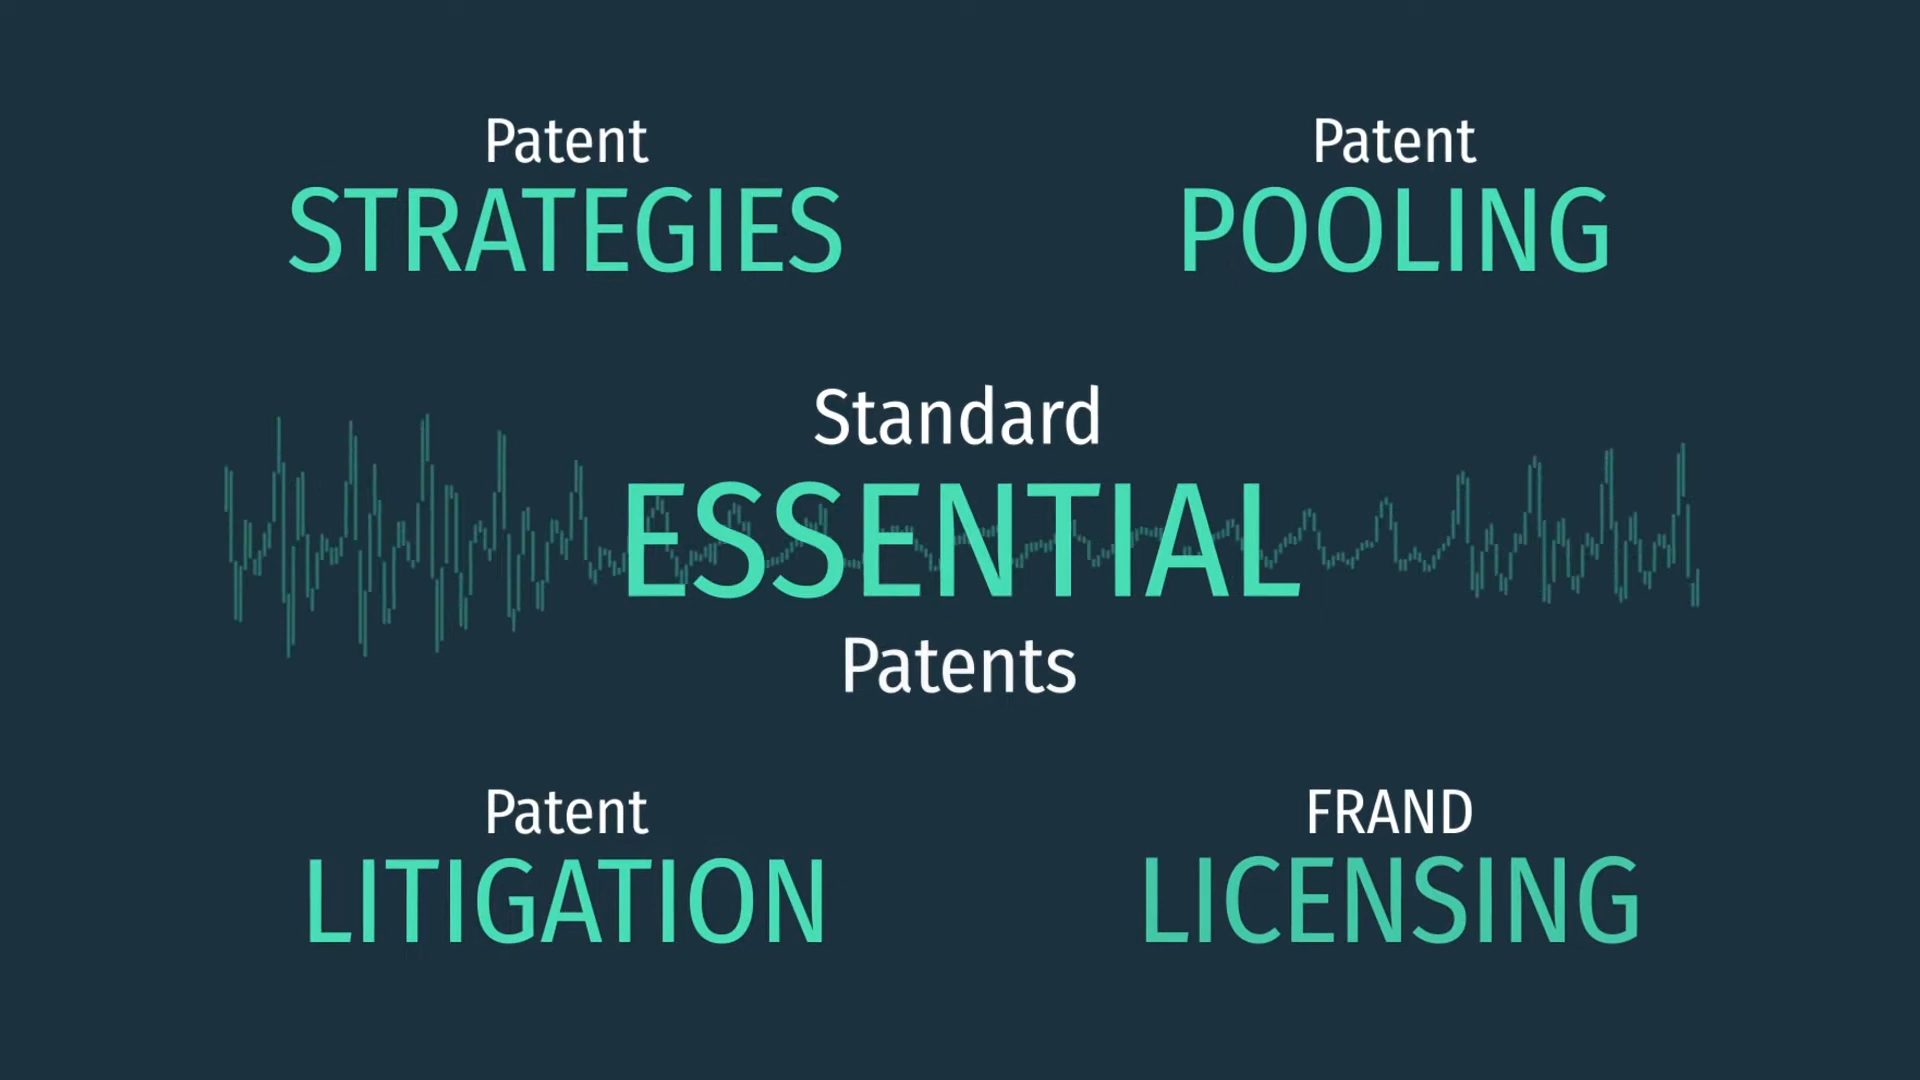 Patent
STRATEGIES
Patent
POOLING
Standard
ESSENTIAL
Patents
Patent
LITIGATION
FRAND
LICENSING